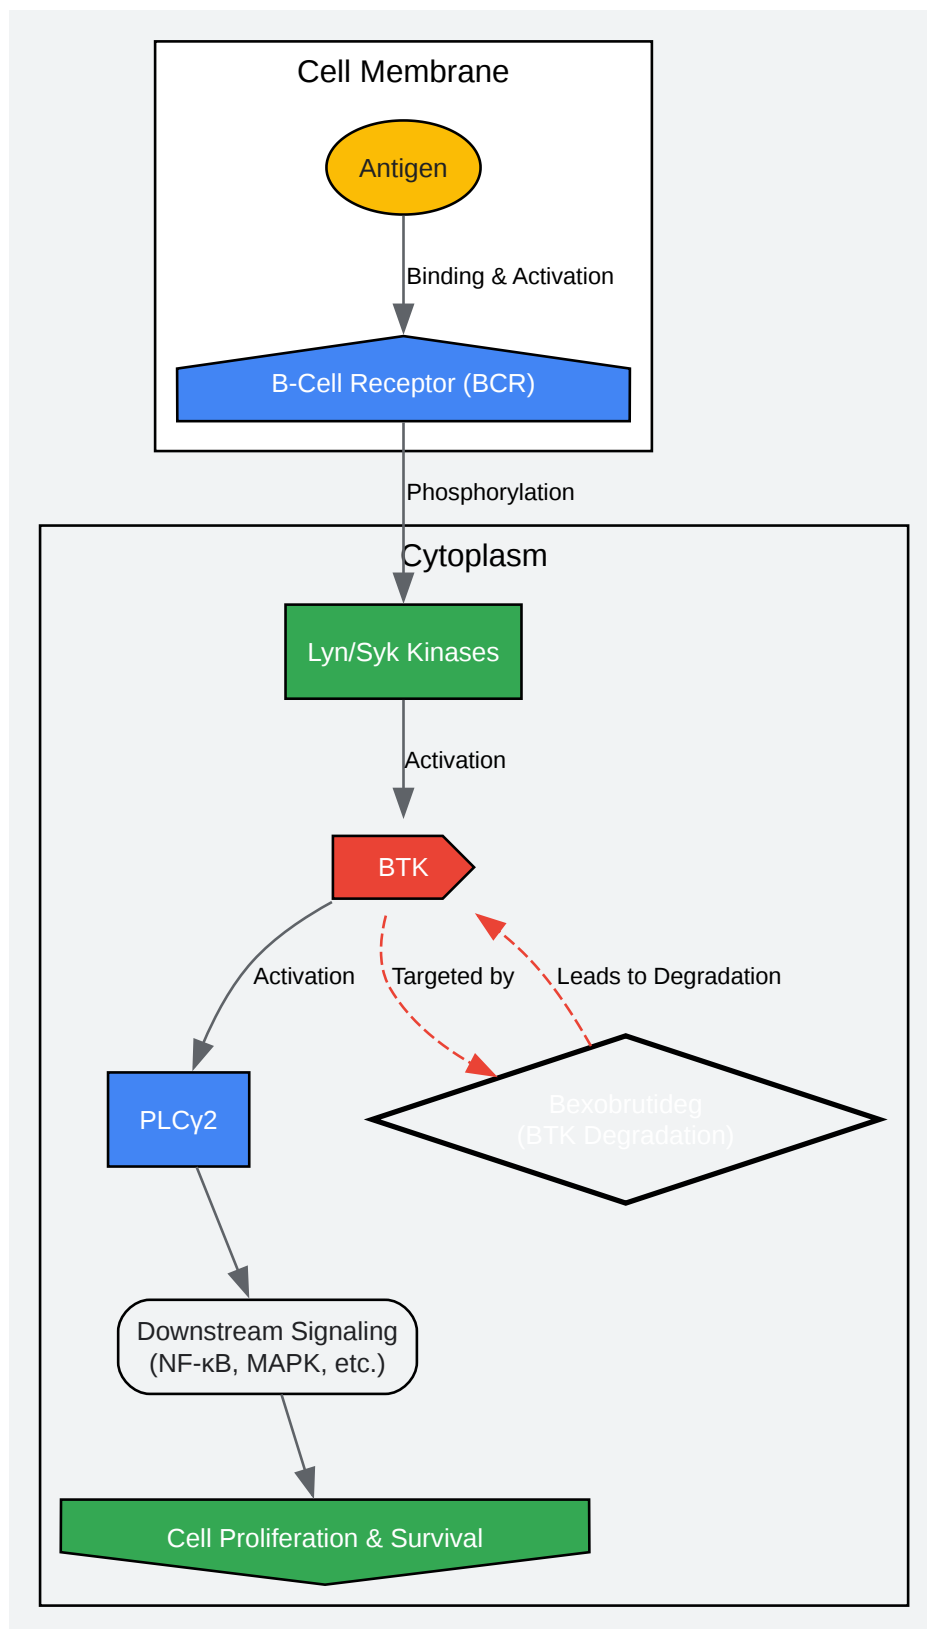 Cell Membrane
Antigen
Binding & Activation
B-Cell Receptor (BCR)
Phosphorylation
Cytoplasm
Lyn/Syk Kinases
Activation
BTK
Activation
Targeted by
Leads to Degradation
Bexobrutideg
(BTK Degradation)
PLCγ2
Downstream Signaling
(NF-κB, MAPK, etc.)
Cell Proliferation & Survival